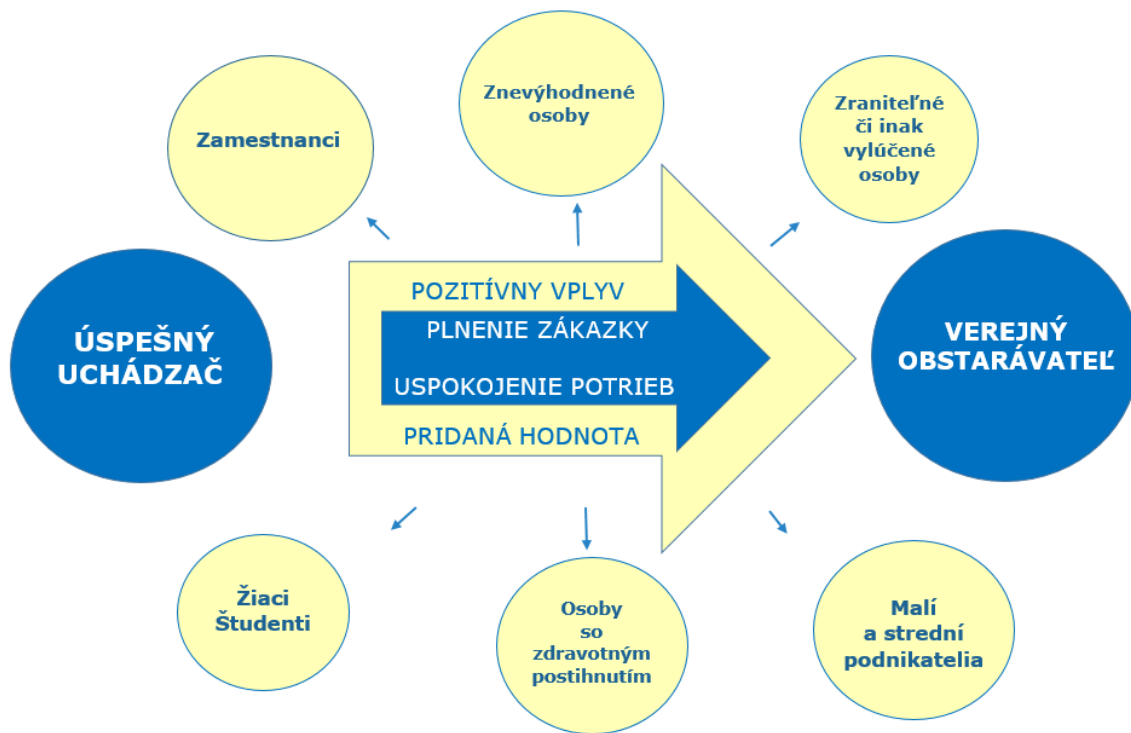 Zamestnanci
Znevýhodnené
osoby
Zraniteľné
či inak
vylúčené
osoby
ÚSPEŠNÝ
UCHÁDZAČ
POZITÍVNY VPLYV
PLNENIE ZÁKAZKY
USPOKOJENIE POTRIEB
PRIDANÁ HODNOTA
VEREJNÝ
OBSTARÁVATEĽ
Žiaci
Študenti
Osoby
so
zdravotným
postihnutím
Malí
a strední
podnikatelia